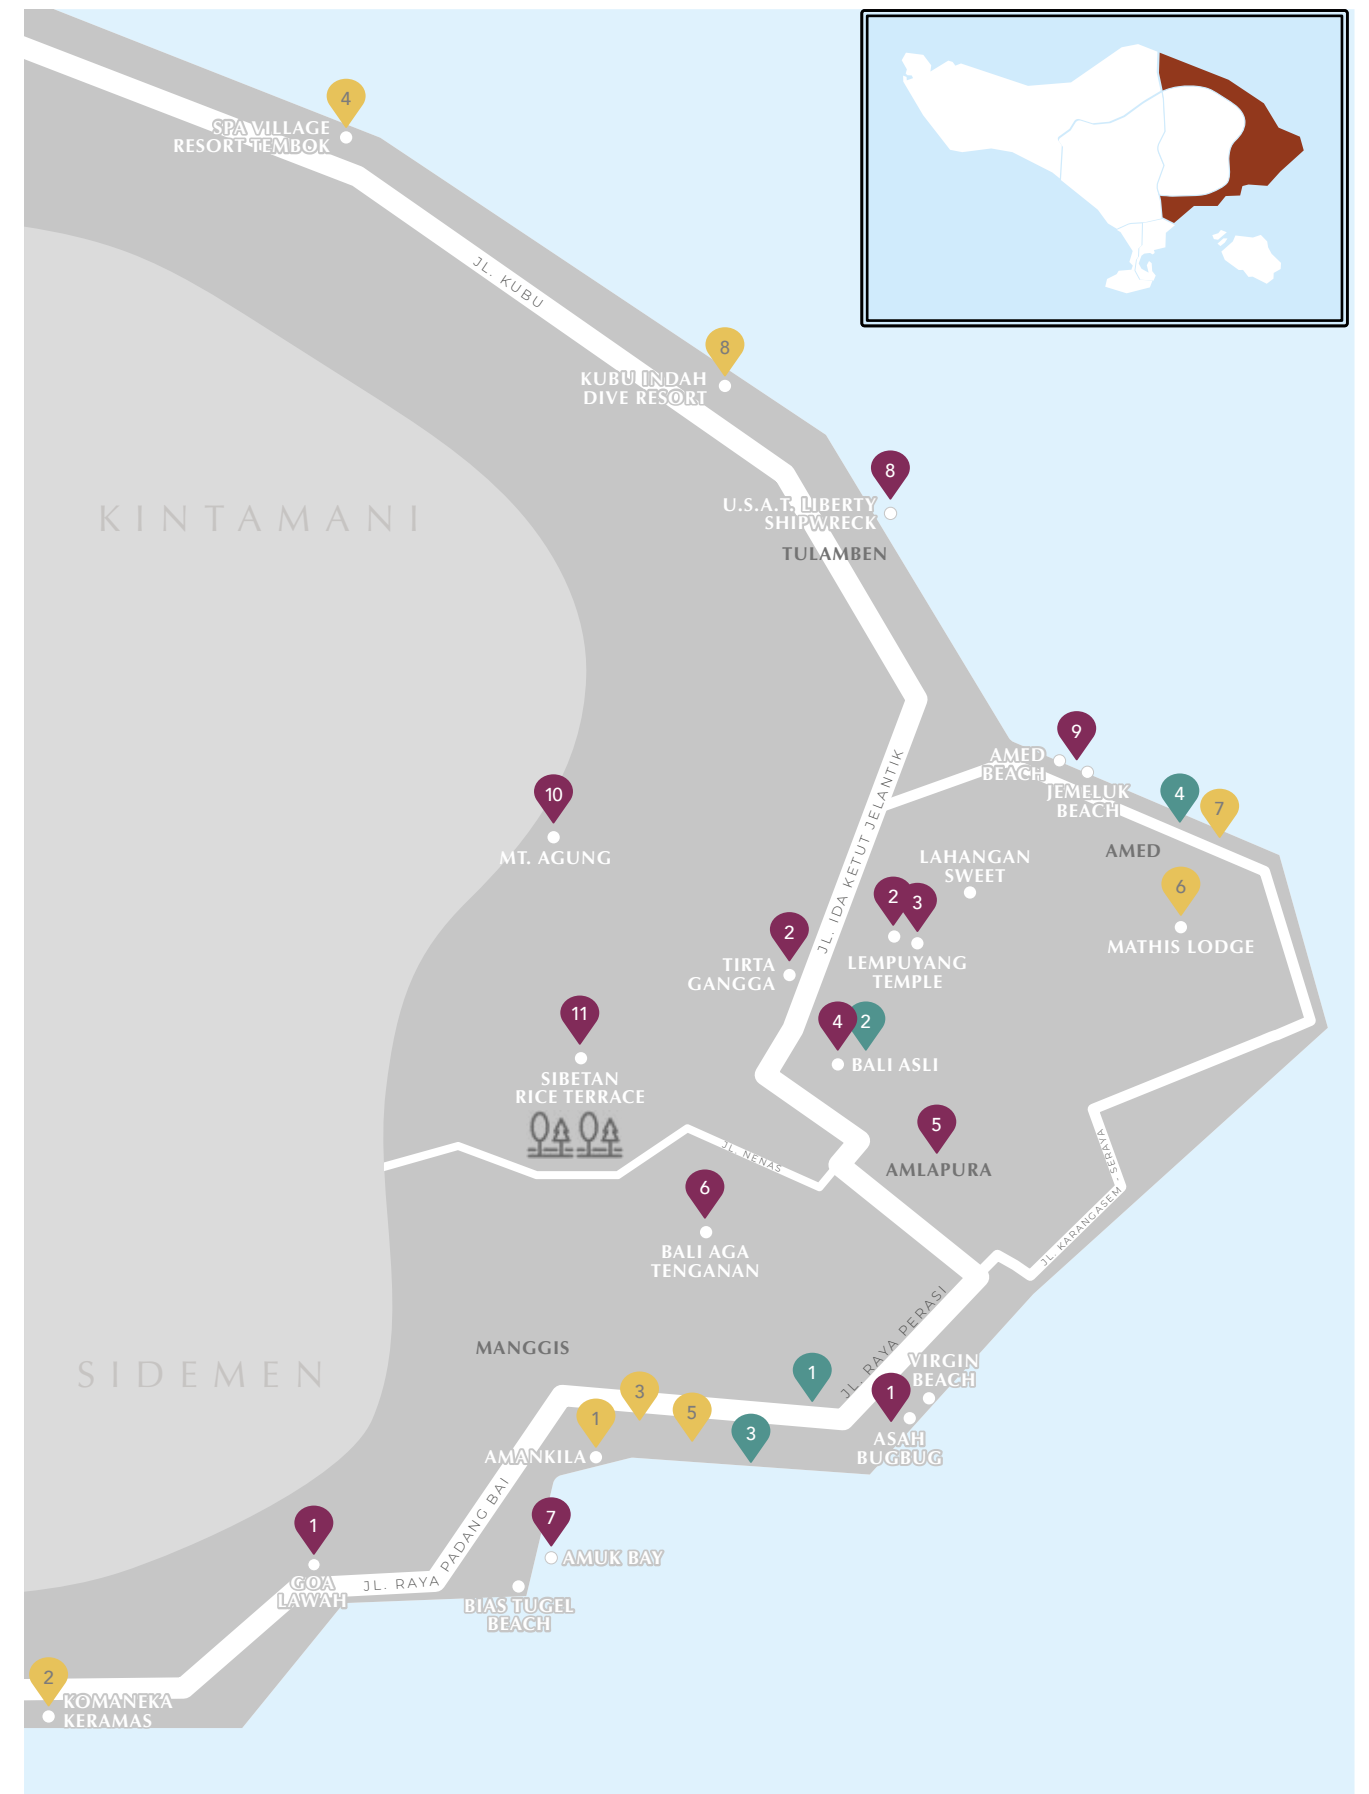 4
SPA VILLAGE
RESORT TEMBOK
JL. KUBU
8
KUBU INDAH
DIVE RESORT
8
U.S.A.T. LIBERTY
SHIPWRECK
TULAMBEN
KINTAMANI
9
AMED
BEACH
JEMELUK
BEACH
4
7
AMED
10
MT. AGUNG
JL. IDA KETUT JELANTIK
LAHANGAN
SWEET
6
MATHIS LODGE
2
3
LEMPUYANG
TEMPLE
2
TIRTA
GANGGA
11
SIBETAN
RICE TERRACE
4
2
BALI ASLI
5
AMLAPURA
JL. NENAS
6
BALI AGA
TENGANAN
JL. KARANGASEM - SERAYA
MANGGIS
SIDEMEN
JL. RAYA PERASI
1
VIRGIN
BEACH
1
ASAH
BUGBUG
3
5
1
3
AMANKILA
JL. RAYA PADANG BAI
7
AMUK BAY
1
GOA
LAWAH
BIAS TUGEL
BEACH
2
KOMANEKA
KERAMAS